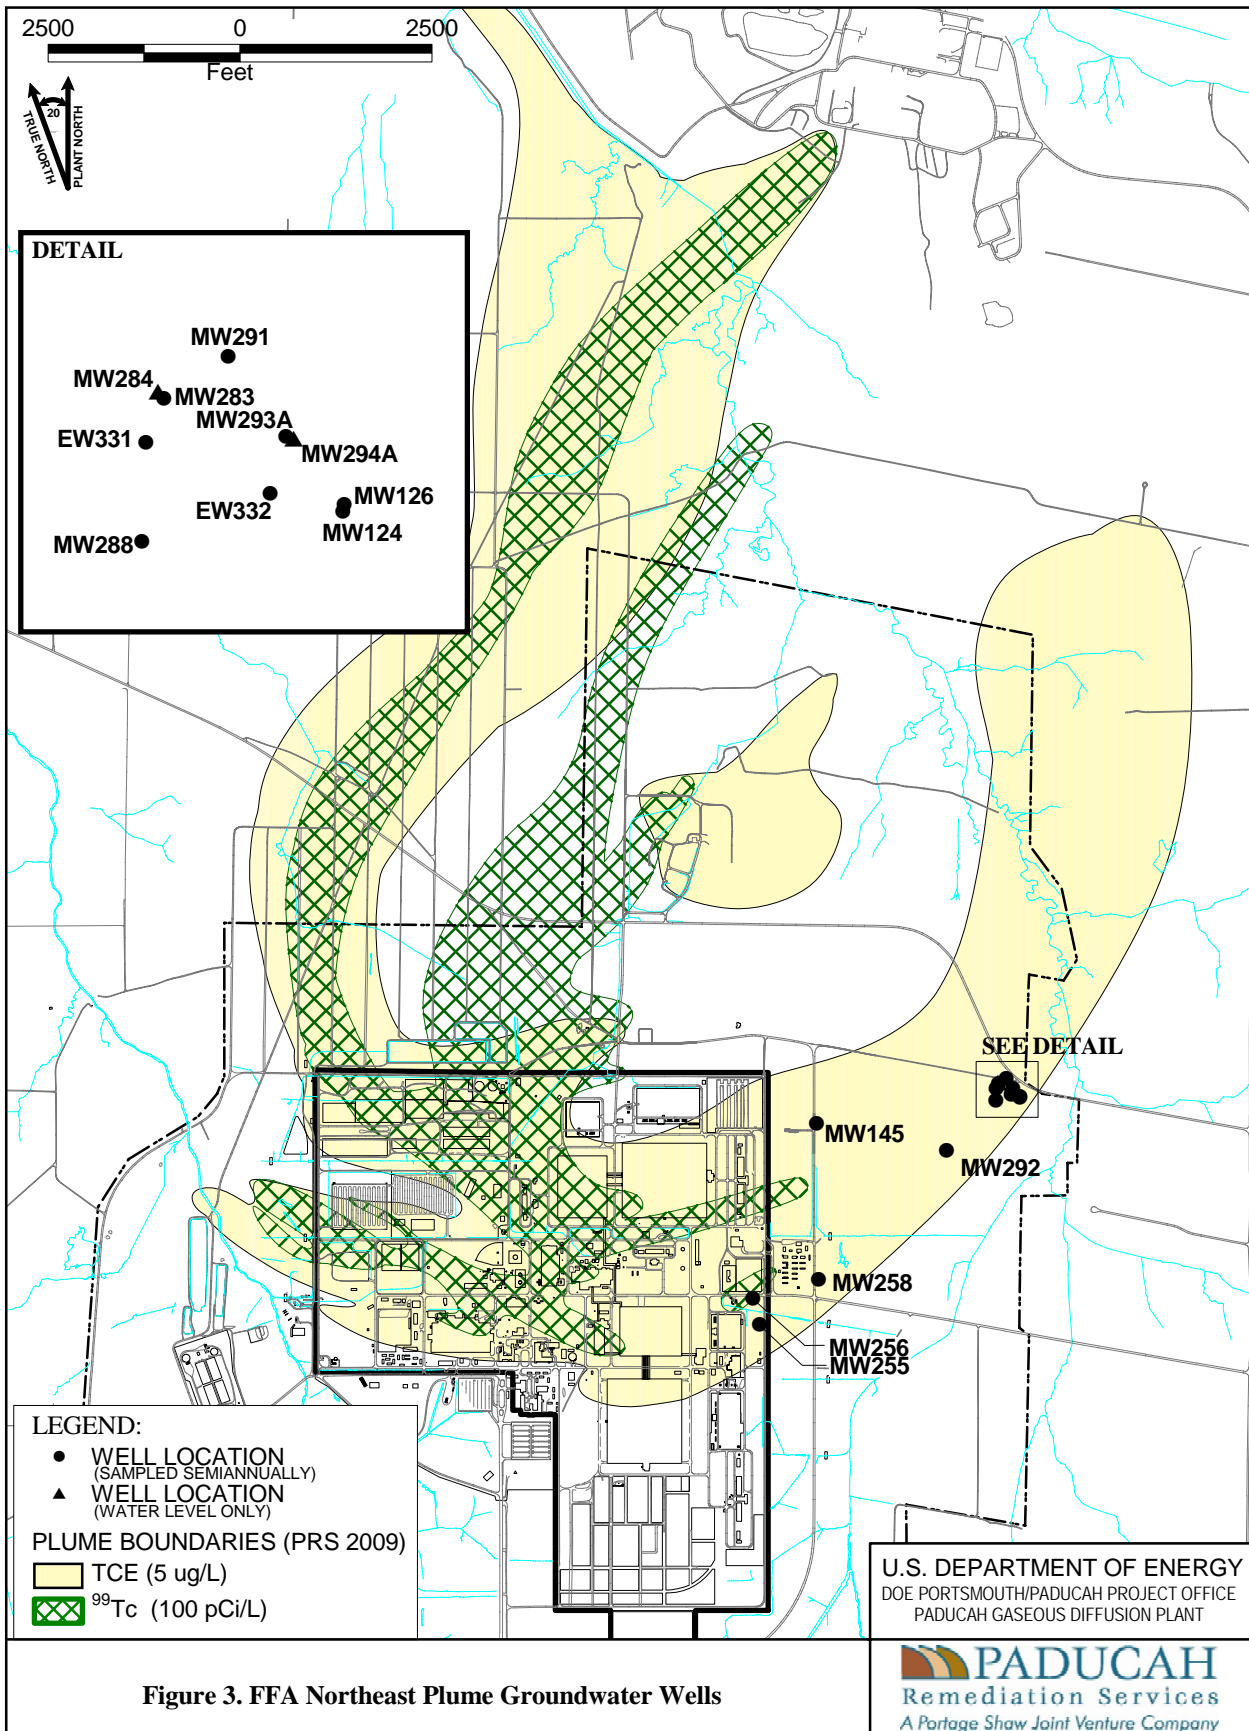 2500 0 2500
Feet
20
TRUE NORTH
PLANT NORTH
DETAIL
MW291
MW284
MW283
MW293A
EW331
MW294A
MW126
EW332
MW124
MW288
SEE DETAIL
MW145
MW292
MW258
MW256
MW255
LEGEND:
WELL LOCATION
(SAMPLED SEMIANNUALLY)
WELL LOCATION
(WATER LEVEL ONLY)
PLUME BOUNDARIES (PRS 2009)
TCE (5 ug/L)
99Tc (100 pCi/L)
U.S. DEPARTMENT OF ENERGY
DOE PORTSMOUTH/PADUCAH PROJECT OFFICE
PADUCAH GASEOUS DIFFUSION PLANT
Figure 3. FFA Northeast Plume Groundwater Wells
PADUCAH
Remediation Services
A Portage Shaw Joint Venture Company